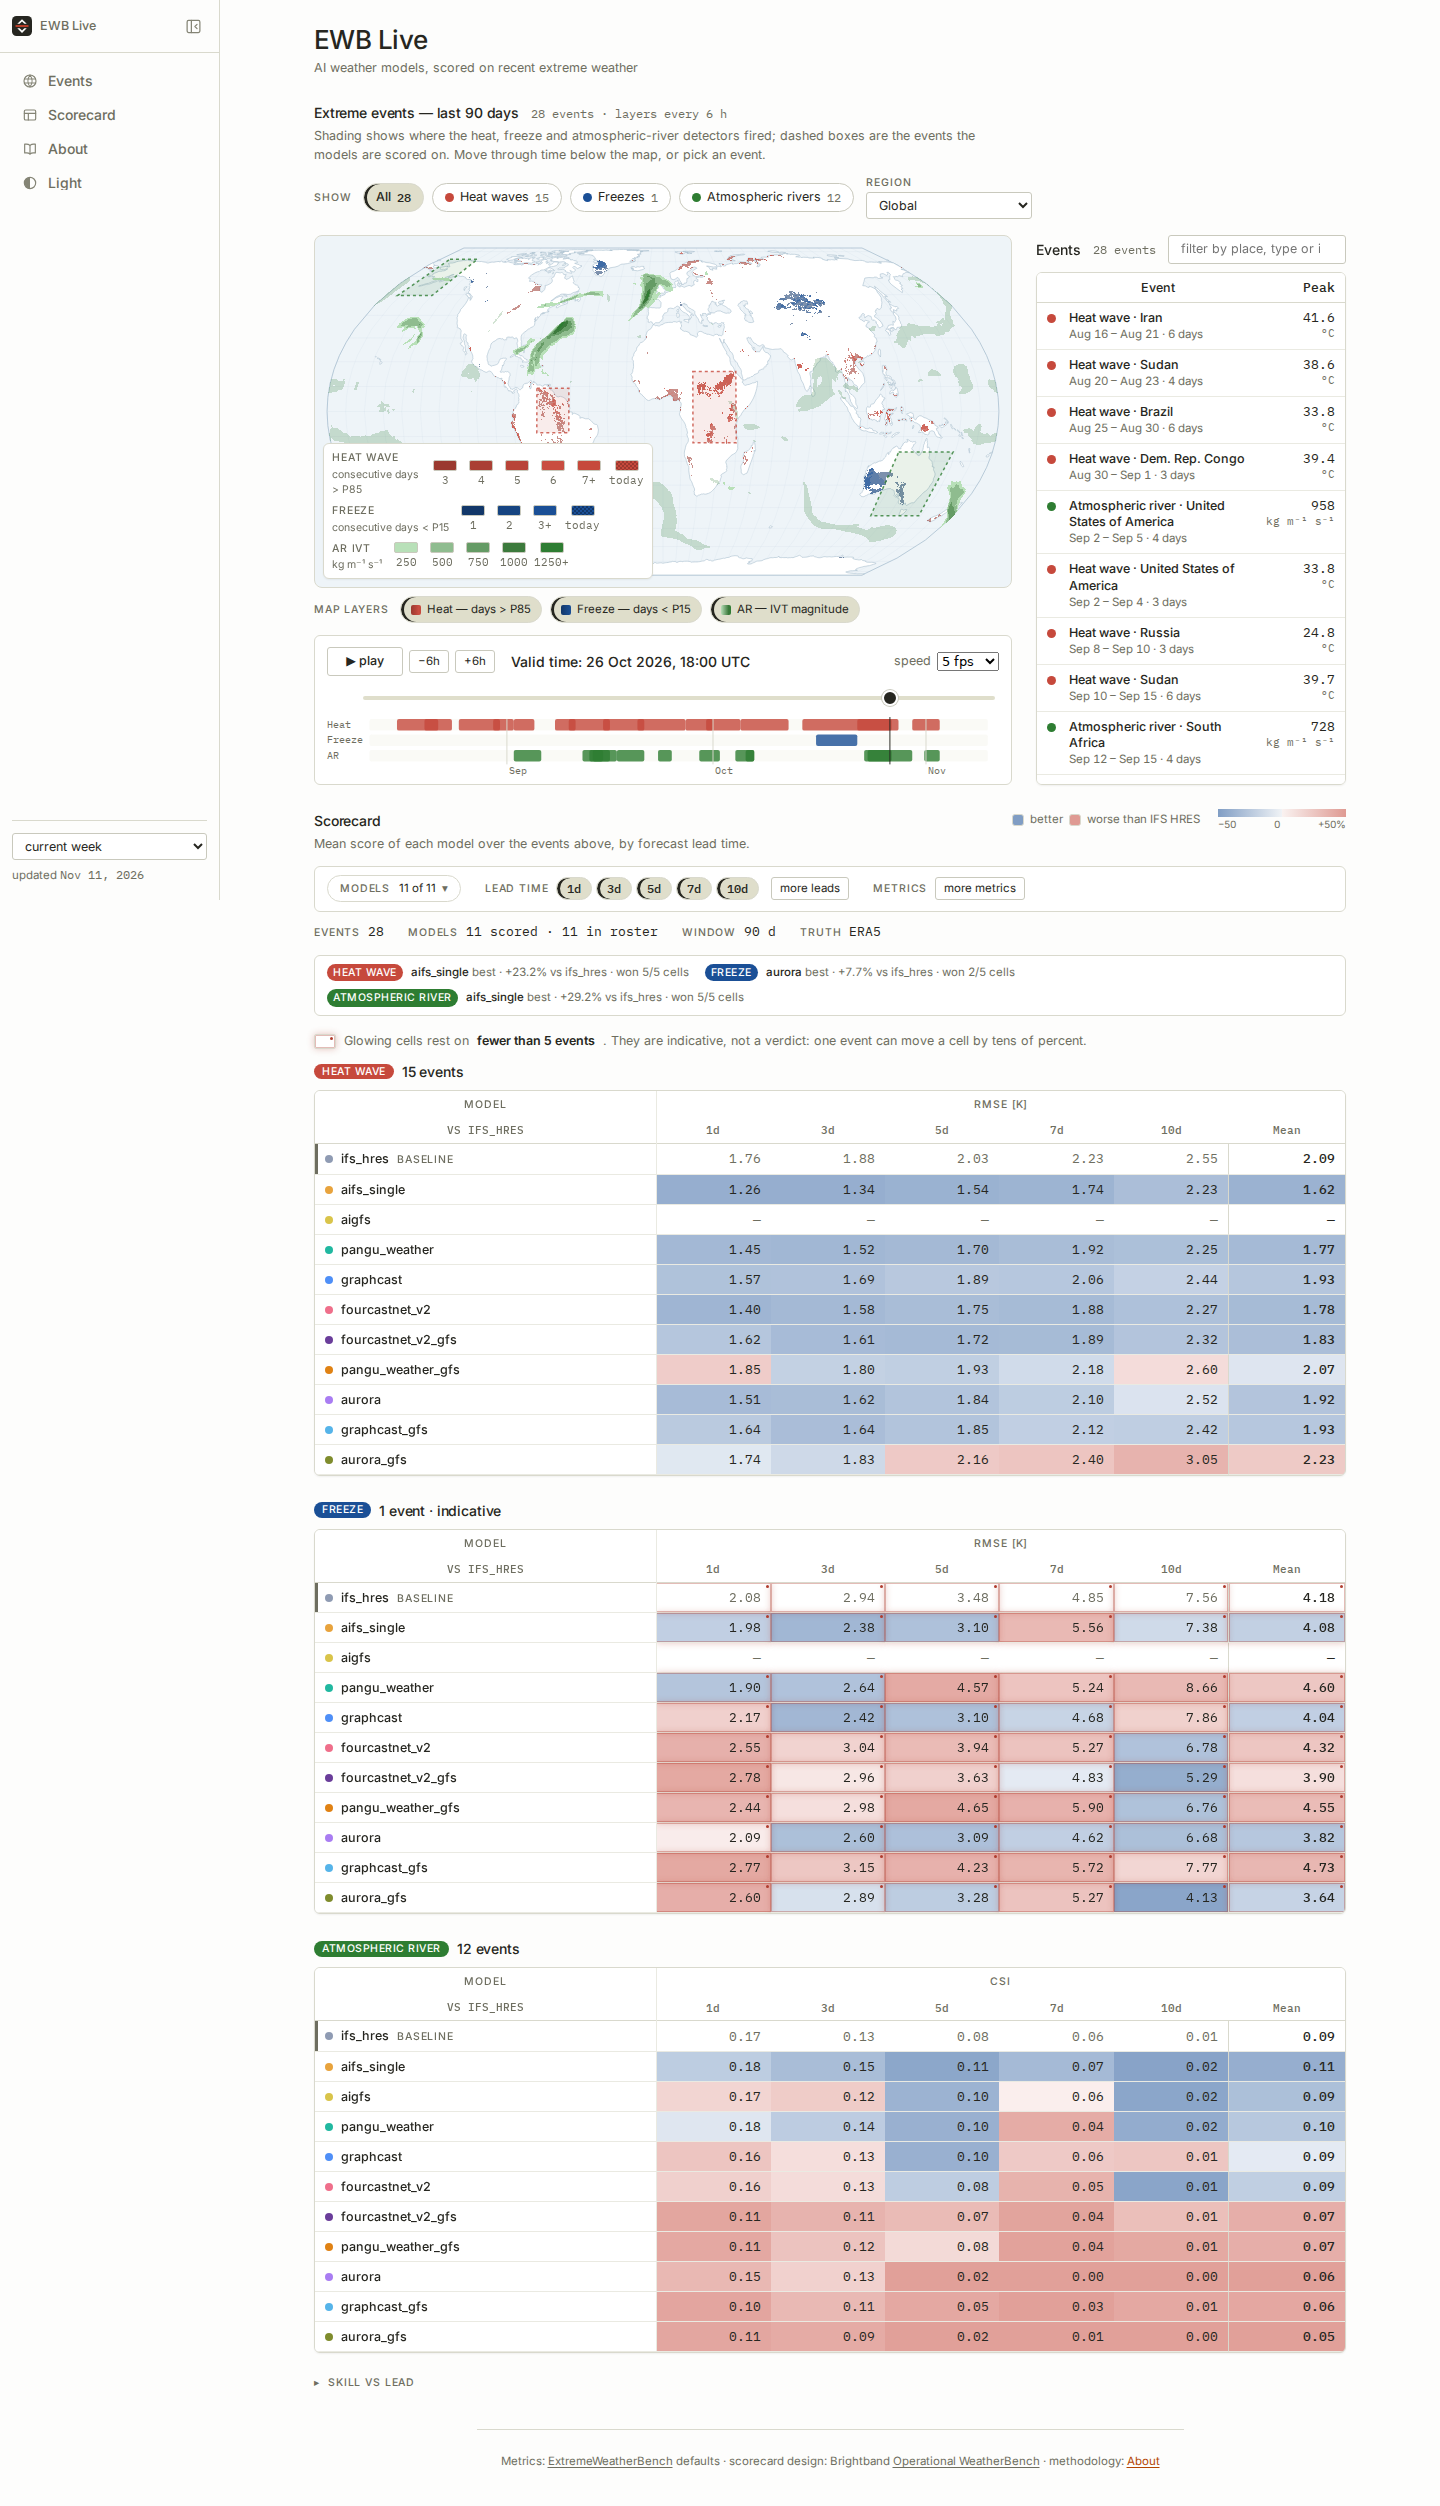 EWB Live
Events
Scorecard
About
Light
current week
updated Nov 11, 2026
EWB Live
AI weather models, scored on recent extreme weather
Extreme events — last 90 days 28 events · layers every 6 h
Shading shows where the heat, freeze and atmospheric-river detectors fired; dashed boxes are the events the
models are scored on. Move through time below the map, or pick an event.
SHOW All 28 Heat waves 15 Freezes 1 Atmospheric rivers 12
REGION
Global
HEAT WAVE
consecutive days
> P85
3 4 5 6 7+ today
FREEZE
consecutive days < P15
1 2 3+ today
AR IVT
kg m⁻¹ s⁻¹
250 500 750 1000 1250+
MAP LAYERS Heat — days > P85 Freeze — days < P15 AR — IVT magnitude
▶ play −6h +6h Valid time: 26 Oct 2026, 18:00 UTC speed 5 fps
Heat
Freeze
AR
Sep Oct Nov
Events 28 events filter by place, type or i
Event Peak
Heat wave · Iran 41.6
Aug 16 – Aug 21 · 6 days °C
Heat wave · Sudan 38.6
Aug 20 – Aug 23 · 4 days °C
Heat wave · Brazil 33.8
Aug 25 – Aug 30 · 6 days °C
Heat wave · Dem. Rep. Congo 39.4
Aug 30 – Sep 1 · 3 days °C
Atmospheric river · United 958
States of America kg m⁻¹ s⁻¹
Sep 2 – Sep 5 · 4 days
Heat wave · United States of 33.8
America °C
Sep 2 – Sep 4 · 3 days
Heat wave · Russia 24.8
Sep 8 – Sep 10 · 3 days °C
Heat wave · Sudan 39.7
Sep 10 – Sep 15 · 6 days °C
Atmospheric river · South 728
Africa kg m⁻¹ s⁻¹
Sep 12 – Sep 15 · 4 days
Scorecard
Mean score of each model over the events above, by forecast lead time.
better worse than IFS HRES −50 0 +50%
MODELS 11 of 11 ▾ LEAD TIME 1d 3d 5d 7d 10d more leads METRICS more metrics
EVENTS 28 MODELS 11 scored · 11 in roster WINDOW 90 d TRUTH ERA5
HEAT WAVE aifs_single best · +23.2% vs ifs_hres · won 5/5 cells FREEZE aurora best · +7.7% vs ifs_hres · won 2/5 cells
ATMOSPHERIC RIVER aifs_single best · +29.2% vs ifs_hres · won 5/5 cells
Glowing cells rest on fewer than 5 events . They are indicative, not a verdict: one event can move a cell by tens of percent.
HEAT WAVE 15 events
MODEL RMSE [K]
VS IFS_HRES 1d 3d 5d 7d 10d Mean
ifs_hres BASELINE 1.76 1.88 2.03 2.23 2.55 2.09
aifs_single 1.26 1.34 1.54 1.74 2.23 1.62
aigfs — — — — — —
pangu_weather 1.45 1.52 1.70 1.92 2.25 1.77
graphcast 1.57 1.69 1.89 2.06 2.44 1.93
fourcastnet_v2 1.40 1.58 1.75 1.88 2.27 1.78
fourcastnet_v2_gfs 1.62 1.61 1.72 1.89 2.32 1.83
pangu_weather_gfs 1.85 1.80 1.93 2.18 2.60 2.07
aurora 1.51 1.62 1.84 2.10 2.52 1.92
graphcast_gfs 1.64 1.64 1.85 2.12 2.42 1.93
aurora_gfs 1.74 1.83 2.16 2.40 3.05 2.23
FREEZE 1 event · indicative
MODEL RMSE [K]
VS IFS_HRES 1d 3d 5d 7d 10d Mean
ifs_hres BASELINE 2.08 2.94 3.48 4.85 7.56 4.18
aifs_single 1.98 2.38 3.10 5.56 7.38 4.08
aigfs — — — — — —
pangu_weather 1.90 2.64 4.57 5.24 8.66 4.60
graphcast 2.17 2.42 3.10 4.68 7.86 4.04
fourcastnet_v2 2.55 3.04 3.94 5.27 6.78 4.32
fourcastnet_v2_gfs 2.78 2.96 3.63 4.83 5.29 3.90
pangu_weather_gfs 2.44 2.98 4.65 5.90 6.76 4.55
aurora 2.09 2.60 3.09 4.62 6.68 3.82
graphcast_gfs 2.77 3.15 4.23 5.72 7.77 4.73
aurora_gfs 2.60 2.89 3.28 5.27 4.13 3.64
ATMOSPHERIC RIVER 12 events
MODEL CSI
VS IFS_HRES 1d 3d 5d 7d 10d Mean
ifs_hres BASELINE 0.17 0.13 0.08 0.06 0.01 0.09
aifs_single 0.18 0.15 0.11 0.07 0.02 0.11
aigfs 0.17 0.12 0.10 0.06 0.02 0.09
pangu_weather 0.18 0.14 0.10 0.04 0.02 0.10
graphcast 0.16 0.13 0.10 0.06 0.01 0.09
fourcastnet_v2 0.16 0.13 0.08 0.05 0.01 0.09
fourcastnet_v2_gfs 0.11 0.11 0.07 0.04 0.01 0.07
pangu_weather_gfs 0.11 0.12 0.08 0.04 0.01 0.07
aurora 0.15 0.13 0.02 0.00 0.00 0.06
graphcast_gfs 0.10 0.11 0.05 0.03 0.01 0.06
aurora_gfs 0.11 0.09 0.02 0.01 0.00 0.05
▸ SKILL VS LEAD
Metrics: ExtremeWeatherBench defaults · scorecard design: Brightband Operational WeatherBench · methodology: About